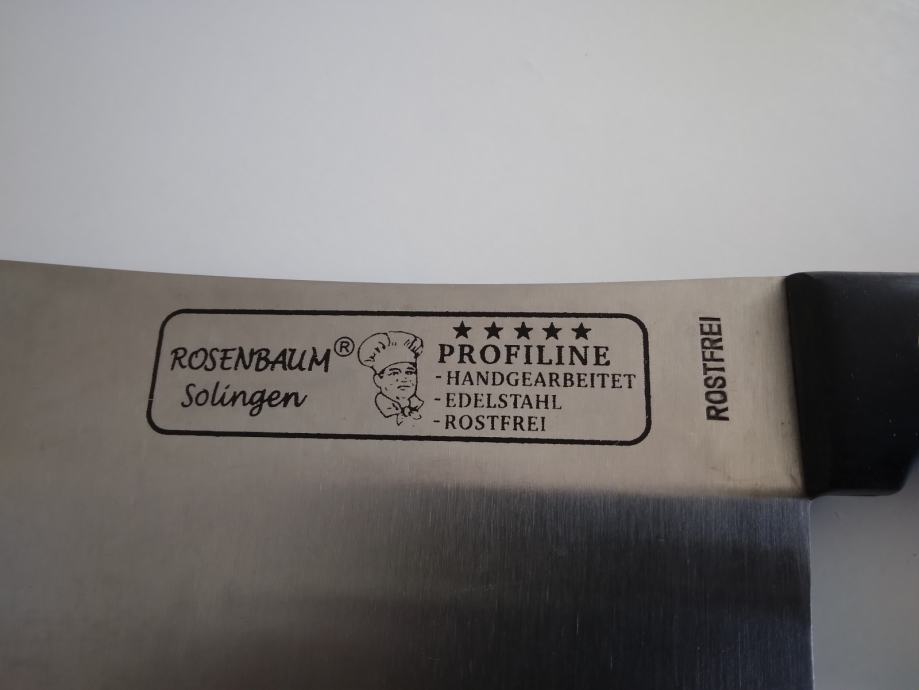 ROSENBAUM®
Solingen
★★★★★
PROFILINE
-HANDGEARBEITET
-EDELSTAHL
-ROSTFREI
ROSTFREI